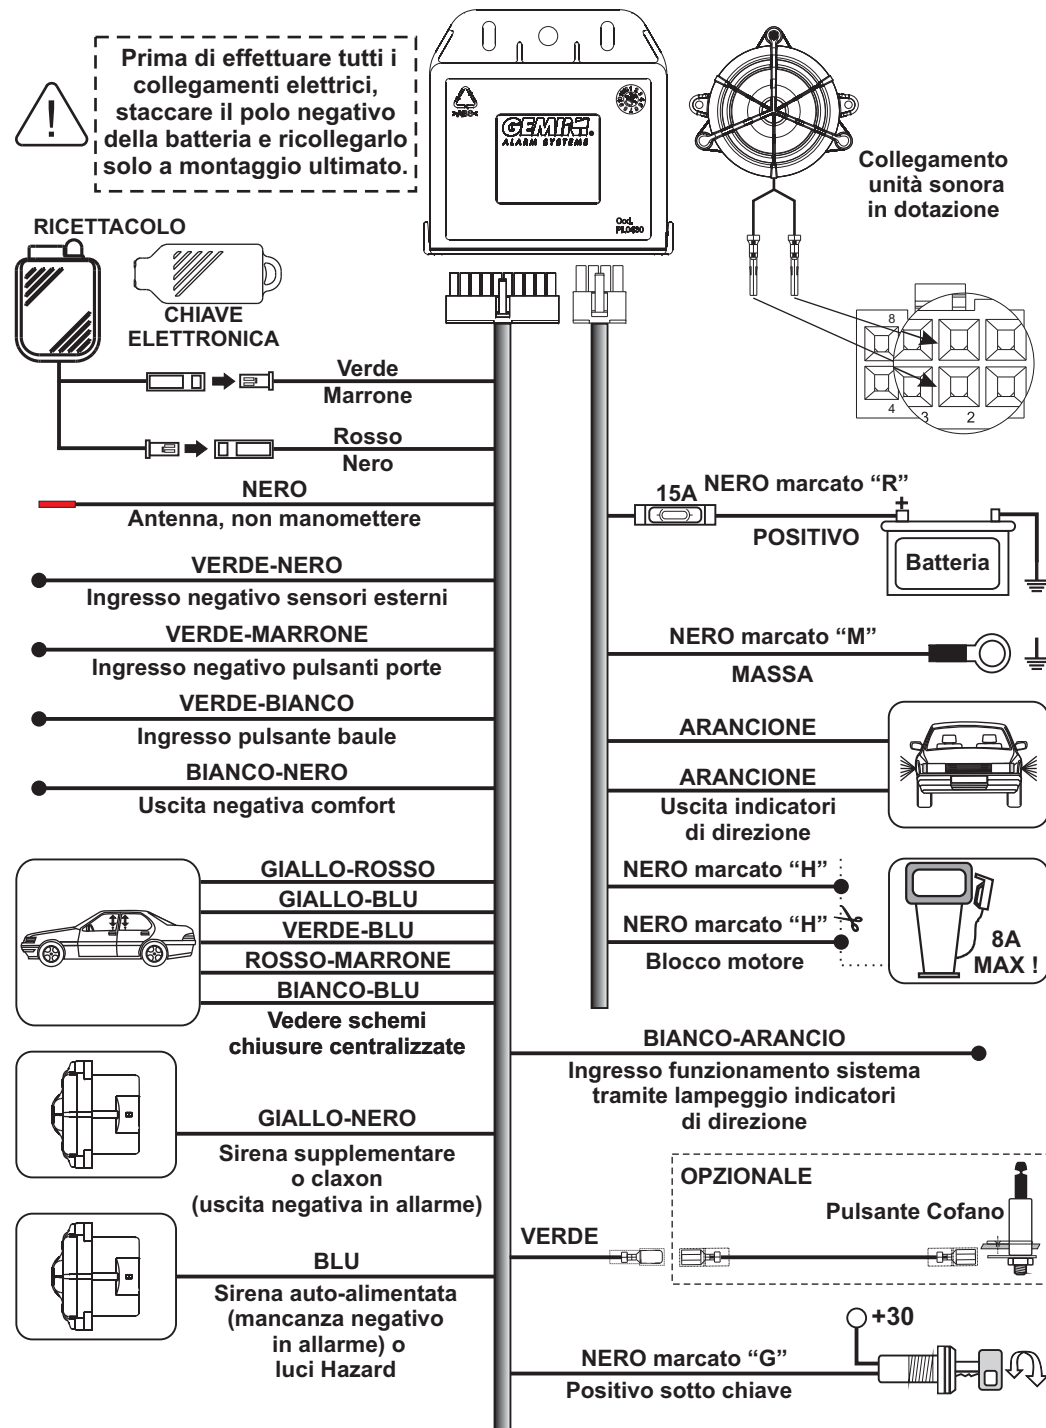 Prima di effettuare tutti i
collegamenti elettrici,
staccare il polo negativo
della batteria e ricollegarlo
solo a montaggio ultimato.
!
>ABS<
GEMINI.
ALARM SYSTEMS
Cod.
Collegamento
unità sonora
in dotazione
RICETTACOLO
CHIAVE
ELETTRONICA
8
4
3
2
Verde
Marrone
Rosso
Nero
NERO
Antenna, non manomettere
VERDE-NERO
Ingresso negativo sensori esterni
VERDE-MARRONE
Ingresso negativo pulsanti porte
VERDE-BIANCO
Ingresso pulsante baule
BIANCO-NERO
Uscita negativa comfort
GIALLO-ROSSO
GIALLO-BLU
VERDE-BLU
ROSSO-MARRONE
BIANCO-BLU
Vedere schemi
chiusure centralizzate
GIALLO-NERO
Sirena supplementare
o claxon
(uscita negativa in allarme)
BLU
Sirena auto-alimentata
(mancanza negativo
in allarme) o
luci Hazard
15A
NERO marcato “R”
+
POSITIVO
Batteria
NERO marcato “M”
MASSA
ARANCIONE
ARANCIONE
Uscita indicatori
di direzione
NERO marcato “H”
NERO marcato “H”
Blocco motore
8A
MAX !
BIANCO-ARANCIO
Ingresso funzionamento sistema
tramite lampeggio indicatori
di direzione
OPZIONALE
Pulsante Cofano
VERDE
+30
NERO marcato “G”
Positivo sotto chiave